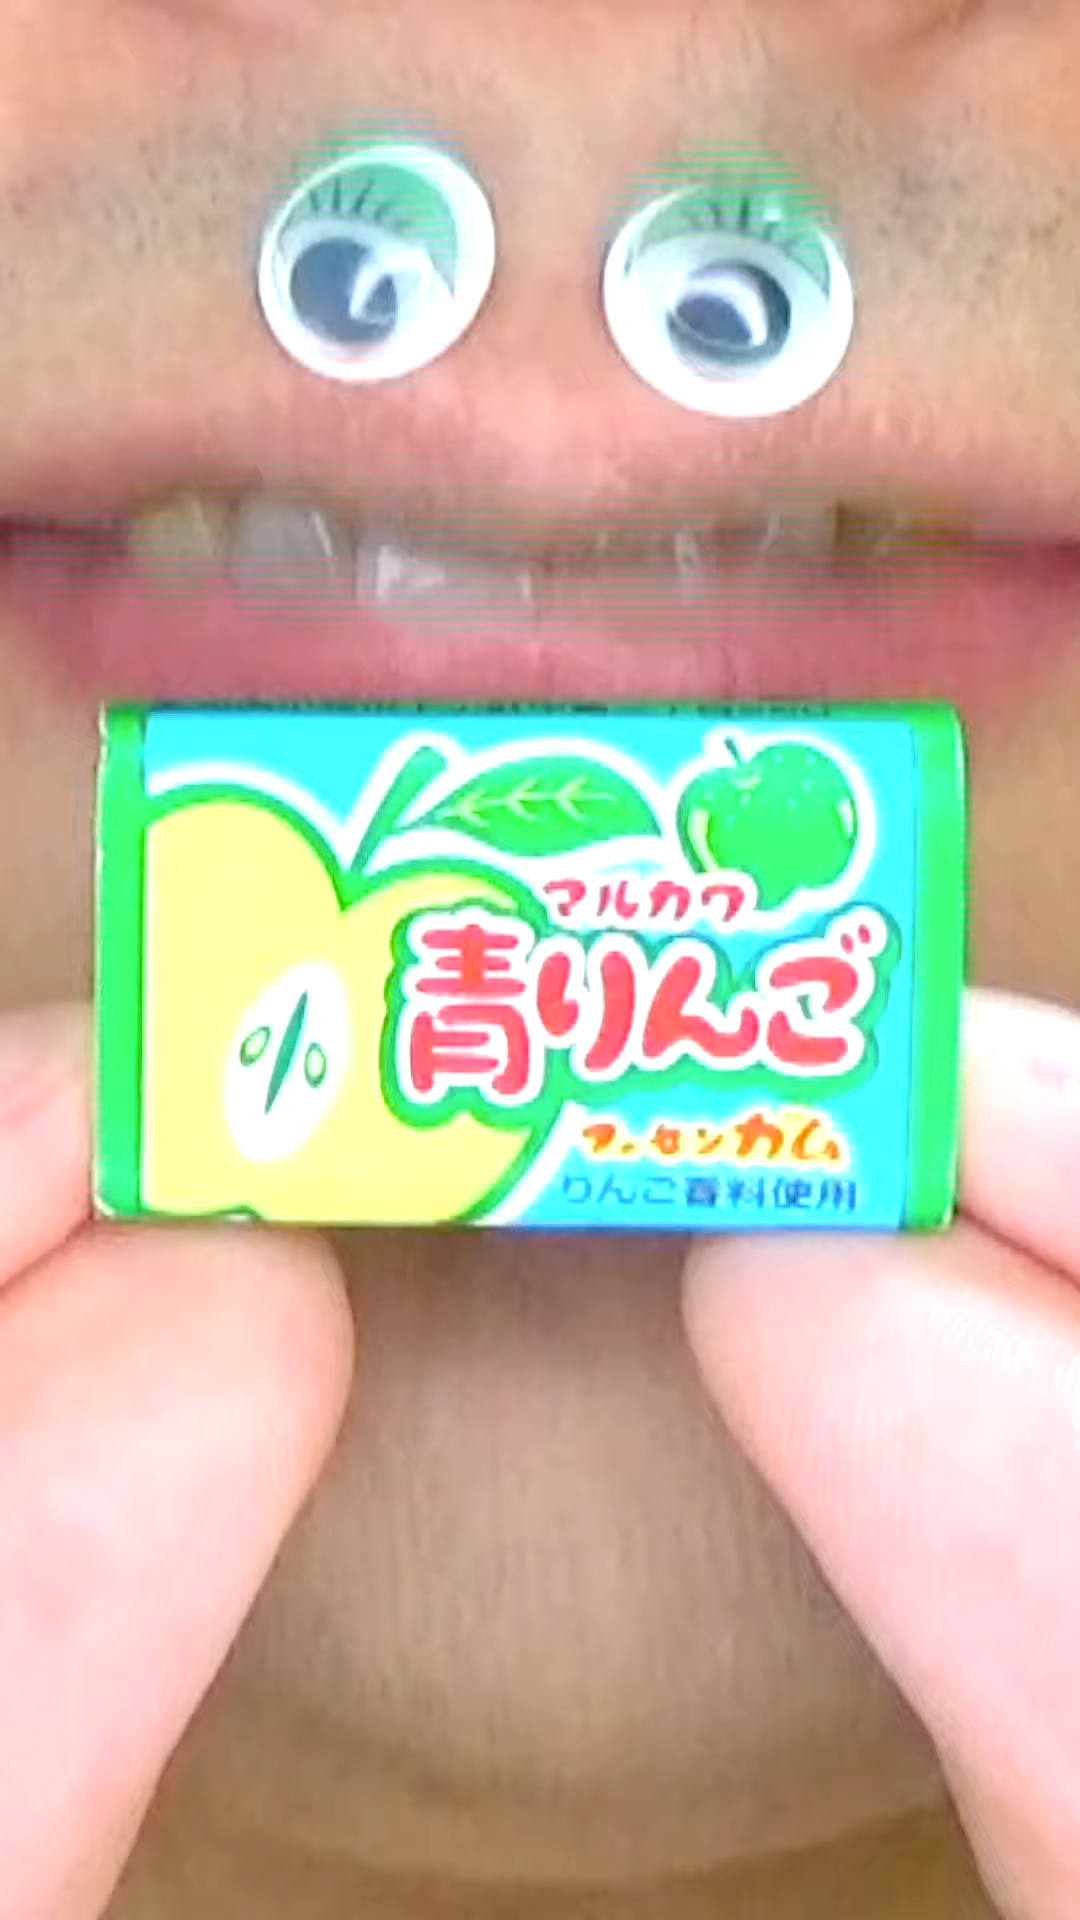 マルカワ
青りんご
フーセンガム
りんご香料使用